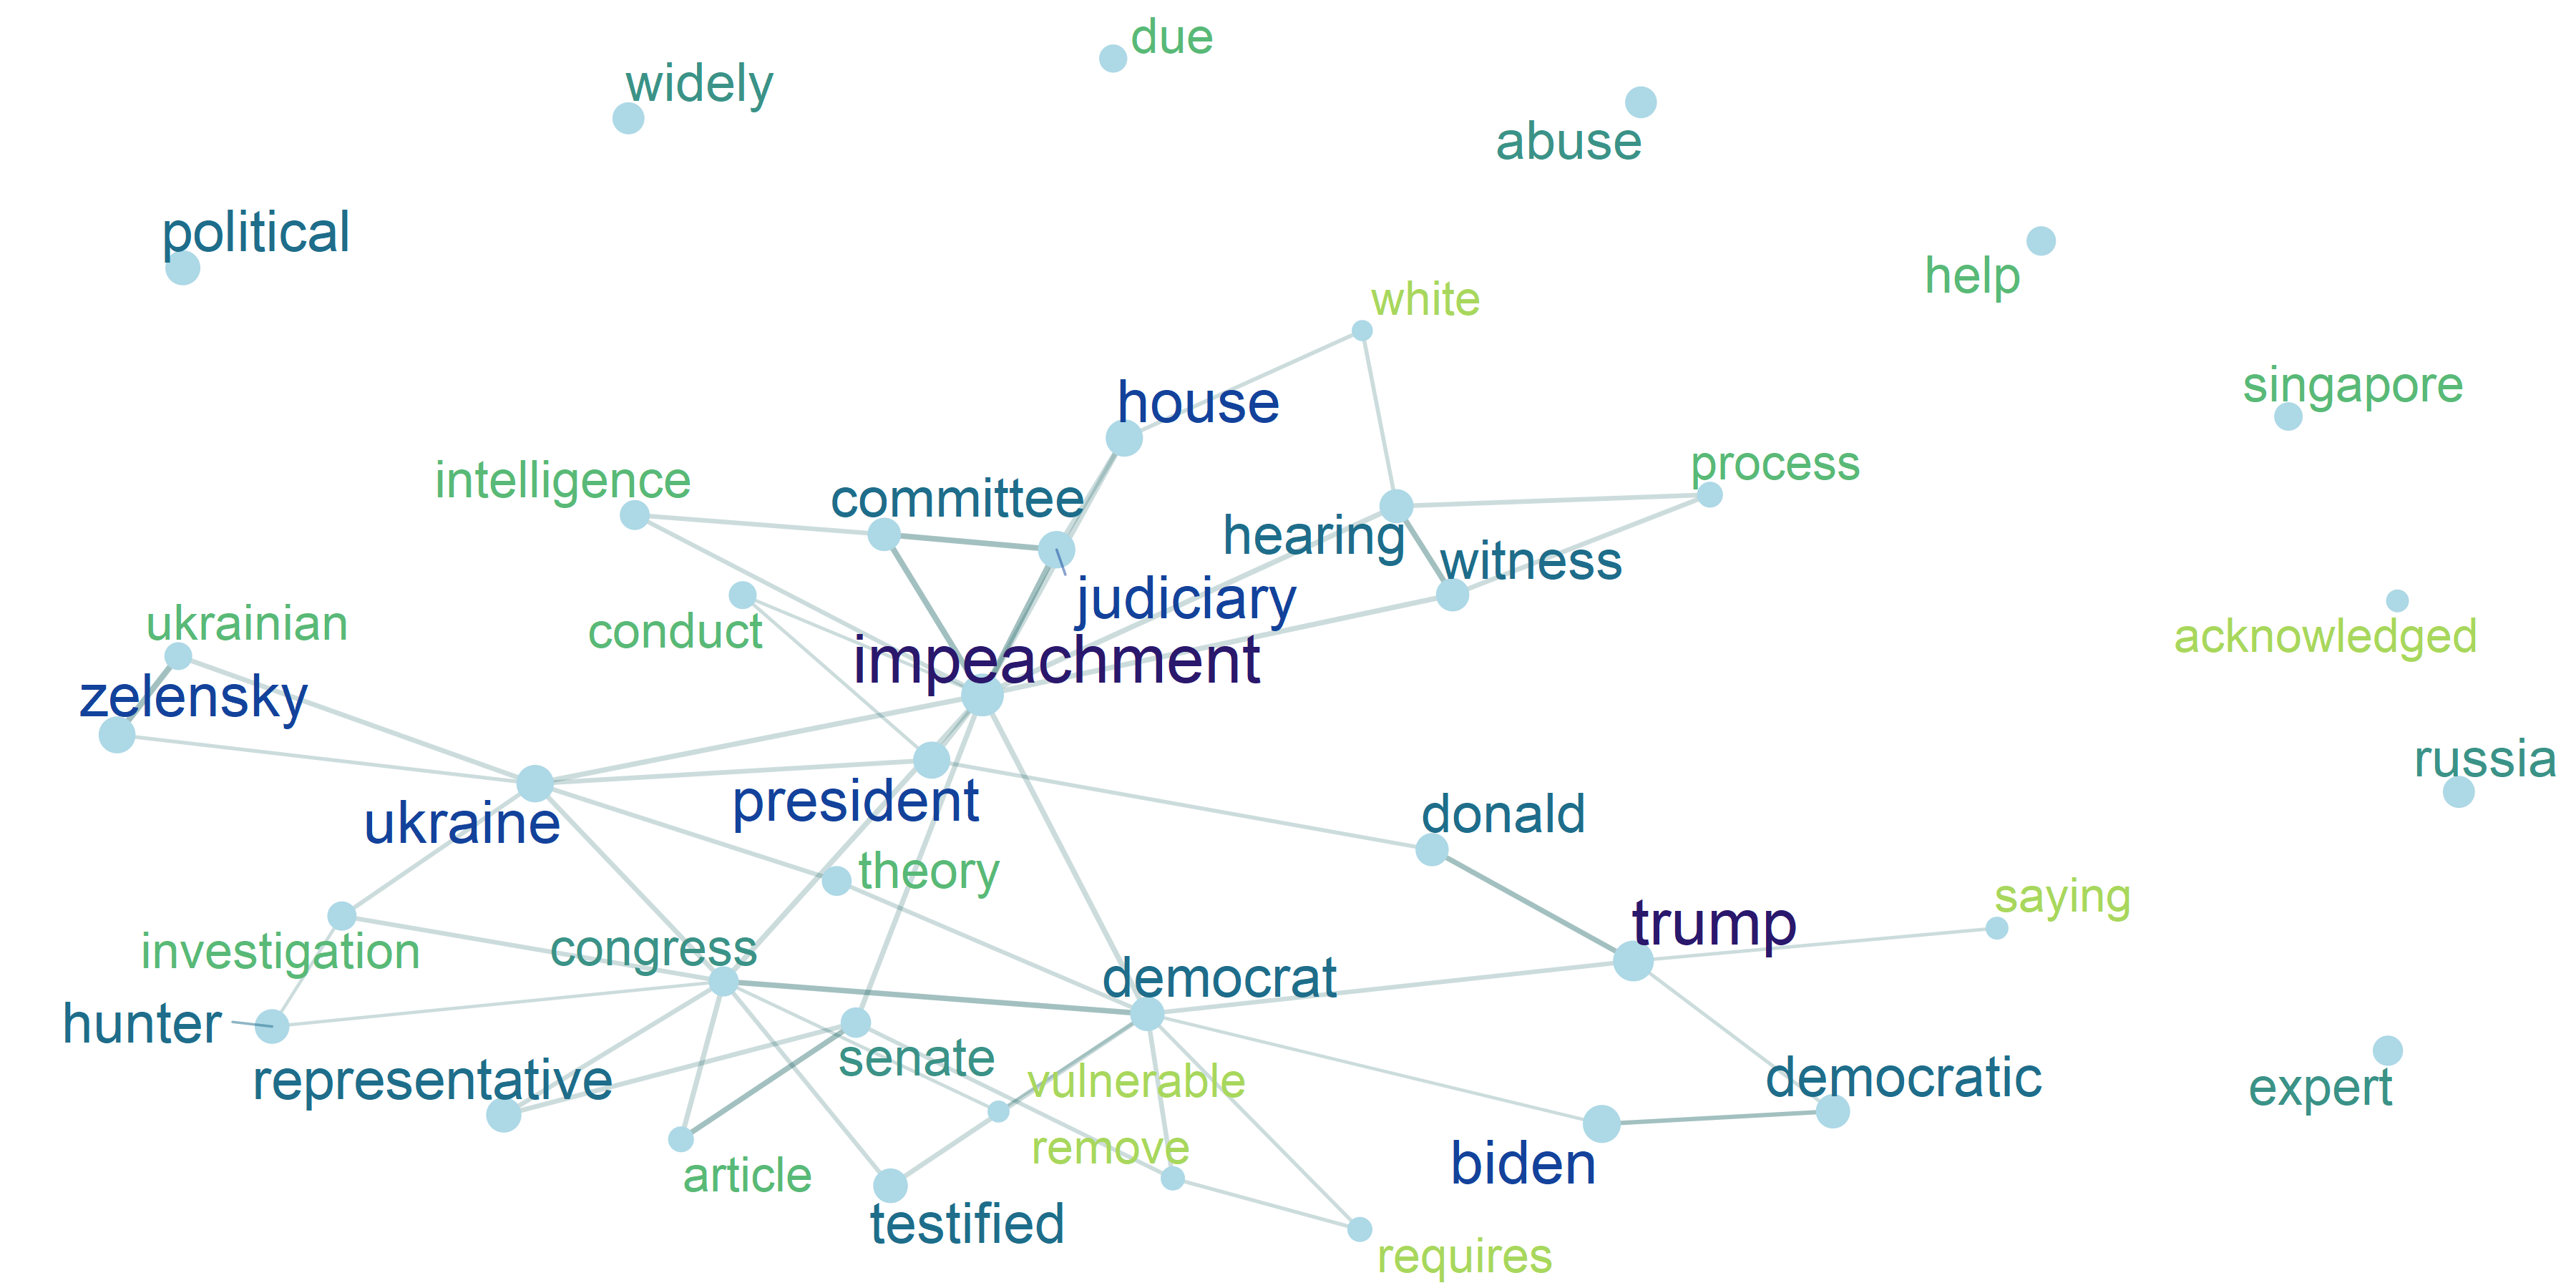 due
widely
abuse
political
help
white
singapore
house
process
intelligence
committee
hearing
witness
judiciary
ukrainian
conduct
acknowledged
impeachment
zelensky
russia
president
donald
ukraine
theory
saying
trump
investigation
congress
democrat
hunter
senate
representative
vulnerable
democratic
expert
remove
biden
article
testified
requires